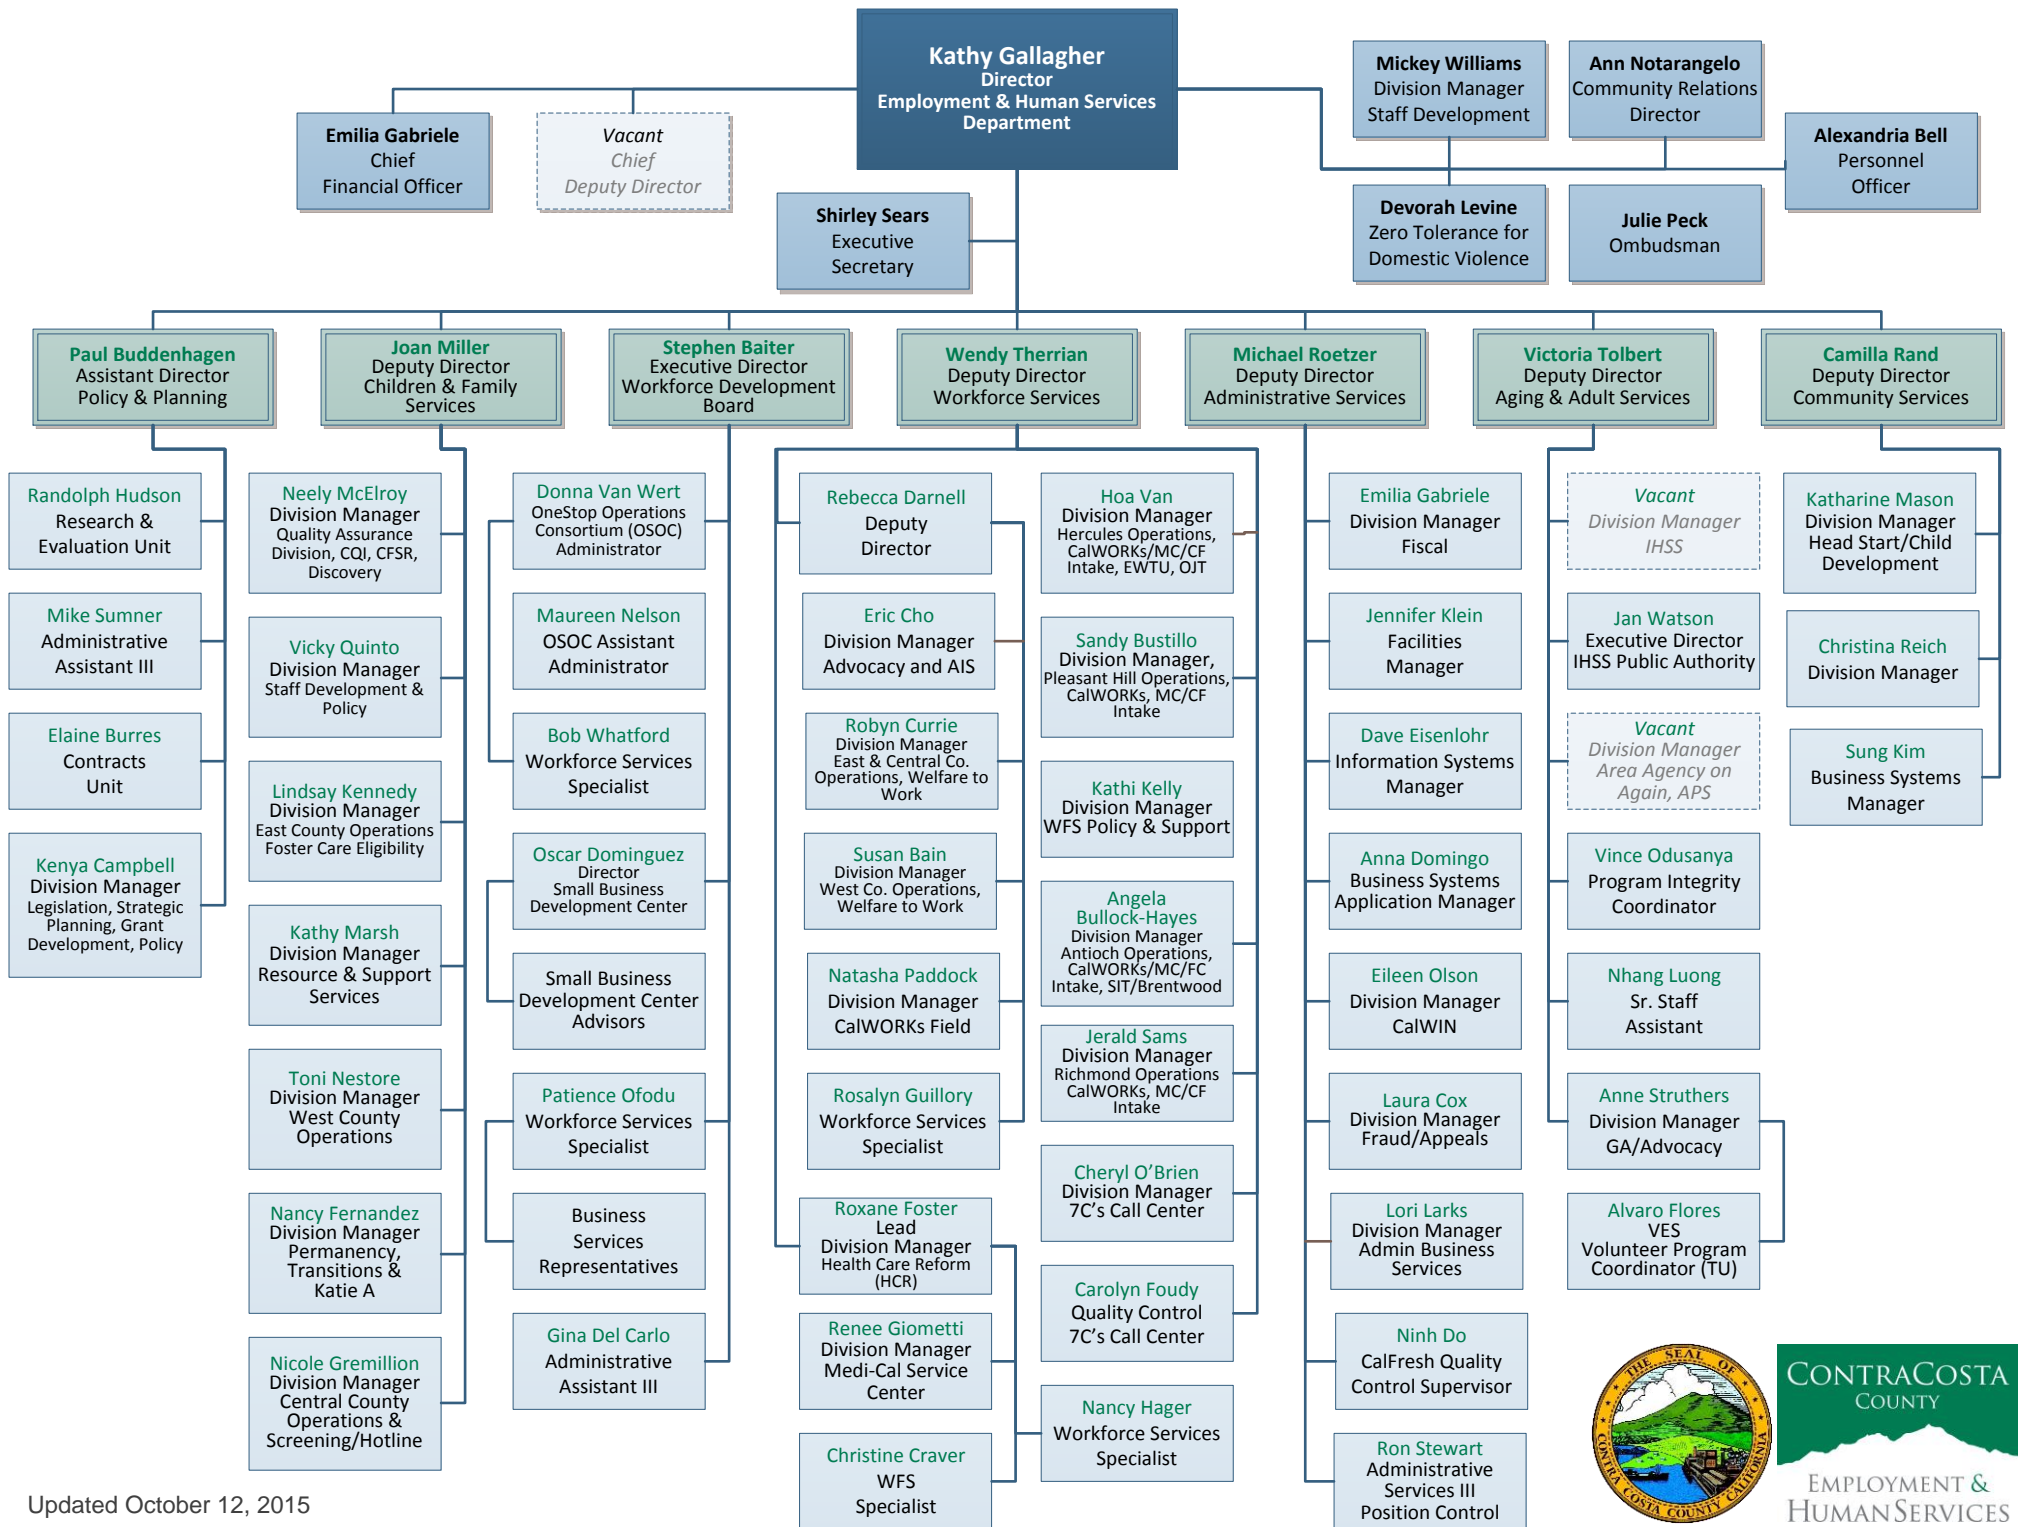 Kathy Gallagher
Director
Employment & Human Services
Department
Emilia Gabriele
Chief
Financial Officer
Vacant
Chief
Deputy Director
Shirley Sears
Executive
Secretary
Mickey Williams
Division Manager
Staff Development
Ann Notarangelo
Community Relations
Director
Alexandria Bell
Personnel
Officer
Devorah Levine
Zero Tolerance for
Domestic Violence
Julie Peck
Ombudsman
Paul Buddenhagen
Assistant Director
Policy & Planning
Joan Miller
Deputy Director
Children & Family
Services
Stephen Baiter
Executive Director
Workforce Development
Board
Wendy Therrian
Deputy Director
Workforce Services
Michael Roetzer
Deputy Director
Administrative Services
Victoria Tolbert
Deputy Director
Aging & Adult Services
Camilla Rand
Deputy Director
Community Services
Randolph Hudson
Research &
Evaluation Unit
Mike Sumner
Administrative
Assistant III
Elaine Burres
Contracts
Unit
Kenya Campbell
Division Manager
Legislation, Strategic
Planning, Grant
Development, Policy
Neely McElroy
Division Manager
Quality Assurance
Division, CQI, CFSR,
Discovery
Vicky Quinto
Division Manager
Staff Development &
Policy
Lindsay Kennedy
Division Manager
East County Operations
Foster Care Eligibility
Kathy Marsh
Division Manager
Resource & Support
Services
Toni Nestore
Division Manager
West County
Operations
Nancy Fernandez
Division Manager
Permanency,
Transitions &
Katie A
Nicole Gremillion
Division Manager
Central County
Operations &
Screening/Hotline
Donna Van Wert
OneStop Operations
Consortium (OSOC)
Administrator
Maureen Nelson
OSOC Assistant
Administrator
Bob Whatford
Workforce Services
Specialist
Oscar Dominguez
Director
Small Business
Development Center
Small Business
Development Center
Advisors
Patience Ofodu
Workforce Services
Specialist
Business
Services
Representatives
Gina Del Carlo
Administrative
Assistant III
Rebecca Darnell
Deputy
Director
Eric Cho
Division Manager
Advocacy and AIS
Robyn Currie
Division Manager
East & Central Co.
Operations, Welfare to
Work
Susan Bain
Division Manager
West Co. Operations,
Welfare to Work
Natasha Paddock
Division Manager
CalWORKs Field
Rosalyn Guillory
Workforce Services
Specialist
Roxane Foster
Lead
Division Manager
Health Care Reform
(HCR)
Renee Giometti
Division Manager
Medi-Cal Service
Center
Christine Craver
WFS
Specialist
Hoa Van
Division Manager
Hercules Operations,
CalWORKs/MC/CF
Intake, EWTU, OJT
Sandy Bustillo
Division Manager,
Pleasant Hill Operations,
CalWORKs, MC/CF
Intake
Kathi Kelly
Division Manager
WFS Policy & Support
Angela
Bullock-Hayes
Division Manager
Antioch Operations,
CalWORKs/MC/FC
Intake, SIT/Brentwood
Jerald Sams
Division Manager
Richmond Operations
CalWORKs, MC/CF
Intake
Cheryl O’Brien
Division Manager
7C’s Call Center
Carolyn Foudy
Quality Control
7C’s Call Center
Nancy Hager
Workforce Services
Specialist
Emilia Gabriele
Division Manager
Fiscal
Jennifer Klein
Facilities
Manager
Dave Eisenlohr
Information Systems
Manager
Anna Domingo
Business Systems
Application Manager
Eileen Olson
Division Manager
CalWIN
Laura Cox
Division Manager
Fraud/Appeals
Lori Larks
Division Manager
Admin Business
Services
Ninh Do
CalFresh Quality
Control Supervisor
Ron Stewart
Administrative
Services III
Position Control
Vacant
Division Manager
IHSS
Jan Watson
Executive Director
IHSS Public Authority
Vacant
Division Manager
Area Agency on
Again, APS
Vince Odusanya
Program Integrity
Coordinator
Nhang Luong
Sr. Staff
Assistant
Anne Struthers
Division Manager
GA/Advocacy
Alvaro Flores
VES
Volunteer Program
Coordinator (TU)
Katharine Mason
Division Manager
Head Start/Child
Development
Christina Reich
Division Manager
Sung Kim
Business Systems
Manager
THE SEAL OF
CONTRA COSTA COUNTY CALIFORNIA
CONTRACOSTA
COUNTY
EMPLOYMENT &
HUMAN SERVICES
Updated October 12, 2015